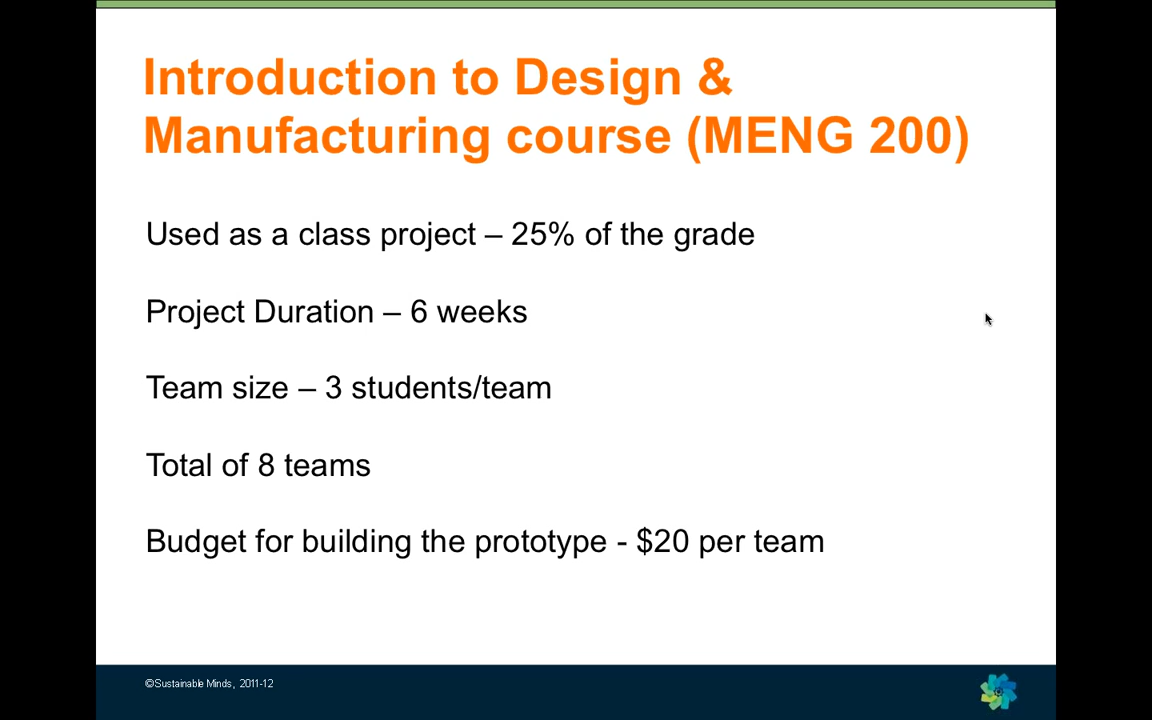 Introduction to Design &
Manufacturing course (MENG 200)
Used as a class project – 25% of the grade
Project Duration – 6 weeks
Team size – 3 students/team
Total of 8 teams
Budget for building the prototype - $20 per team
©Sustainable Minds, 2011-12